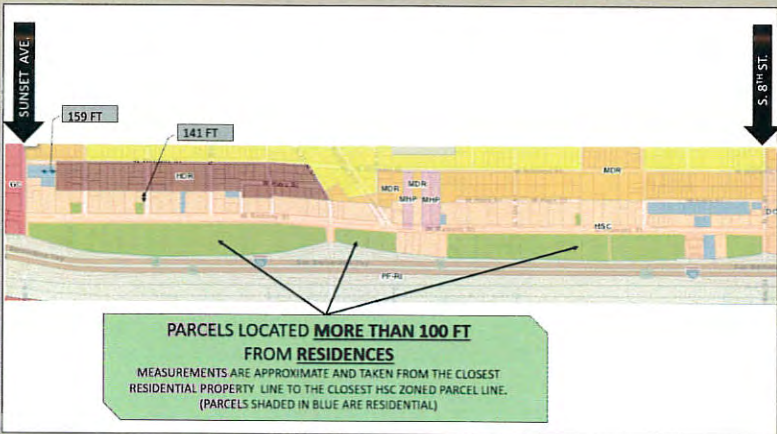 SUNSET AVE.
S. 8TH ST.
159 FT
141 FT
HDR
MDR
MDR
MDR
MHP
MHP
HSC
PF-RI
PARCELS LOCATED MORE THAN 100 FT
FROM RESIDENCES
MEASUREMENTS ARE APPROXIMATE AND TAKEN FROM THE CLOSEST
RESIDENTIAL PROPERTY LINE TO THE CLOSEST HSC ZONED PARCEL LINE.
(PARCELS SHADED IN BLUE ARE RESIDENTIAL)